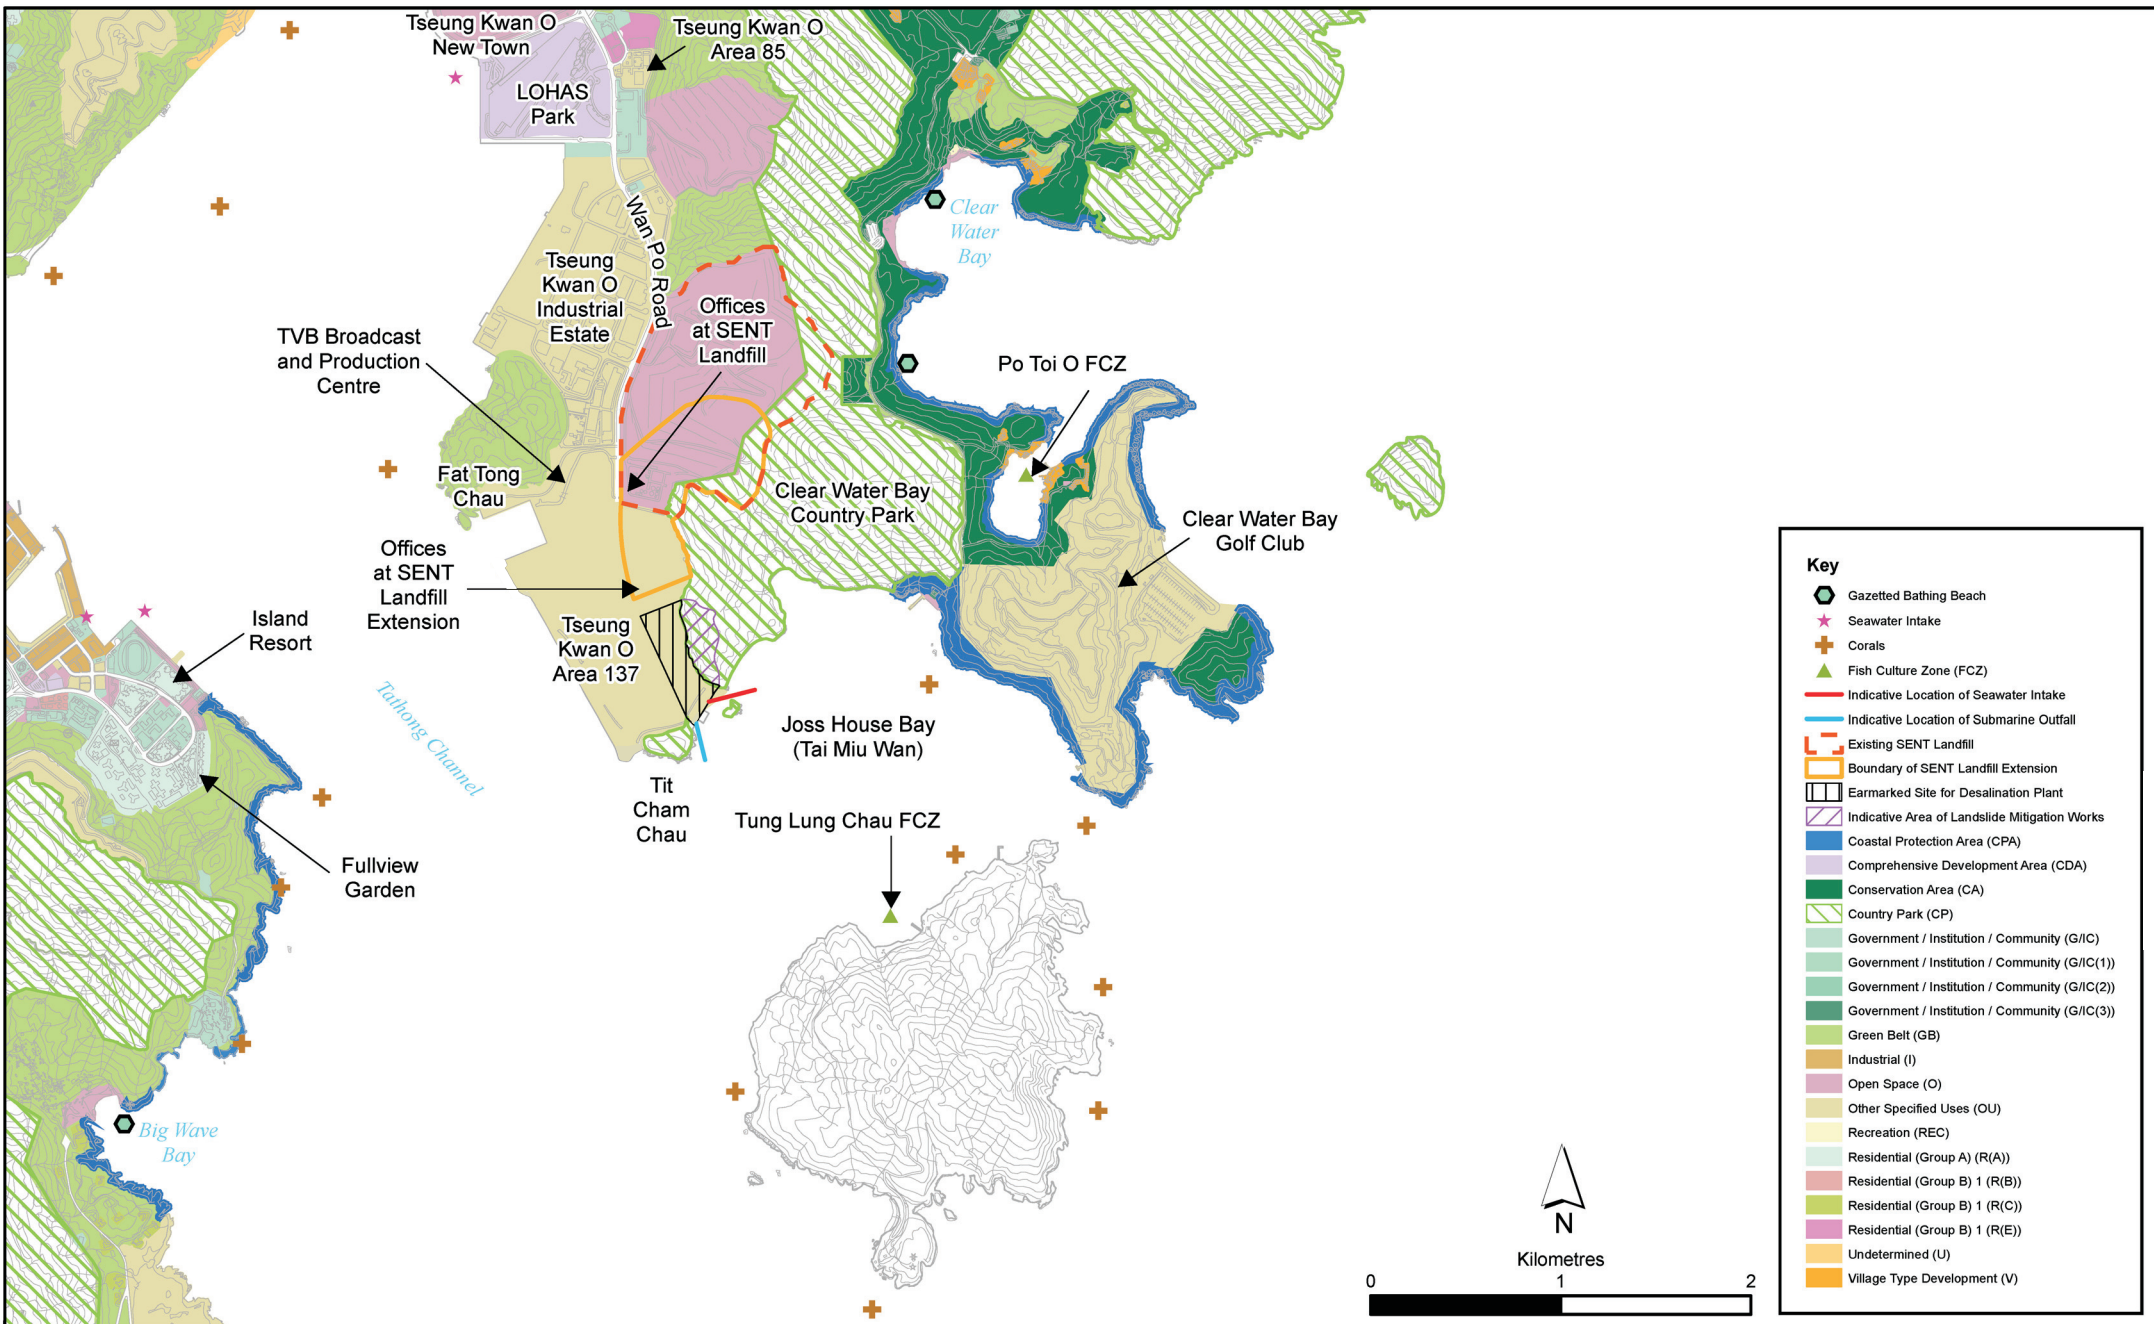 Tseung Kwan O
New Town
Tseung Kwan O
Area 85
LOHAS
Park
Wan Po Road
Clear
Water
Bay
Tseung
Kwan O
Industrial
Estate
Offices
at SENT
Landfill
TVB Broadcast
and Production
Centre
Po Toi O FCZ
Fat Tong
Chau
Clear Water Bay
Country Park
Clear Water Bay
Golf Club
Offices
at SENT
Landfill
Extension
Island
Resort
Tseung
Kwan O
Area 137
Tathong Channel
Joss House Bay
(Tai Miu Wan)
Tit
Cham
Chau
Tung Lung Chau FCZ
Fullview
Garden
Big Wave
Bay
N
Kilometres
0 1 2
Key
Gazetted Bathing Beach
Seawater Intake
Corals
Fish Culture Zone (FCZ)
Indicative Location of Seawater Intake
Indicative Location of Submarine Outfall
Existing SENT Landfill
Boundary of SENT Landfill Extension
Earmarked Site for Desalination Plant
Indicative Area of Landslide Mitigation Works
Coastal Protection Area (CPA)
Comprehensive Development Area (CDA)
Conservation Area (CA)
Country Park (CP)
Government / Institution / Community (G/IC)
Government / Institution / Community (G/IC(1))
Government / Institution / Community (G/IC(2))
Government / Institution / Community (G/IC(3))
Green Belt (GB)
Industrial (I)
Open Space (O)
Other Specified Uses (OU)
Recreation (REC)
Residential (Group A) (R(A))
Residential (Group B) 1 (R(B))
Residential (Group B) 1 (R(C))
Residential (Group B) 1 (R(E))
Undetermined (U)
Village Type Development (V)